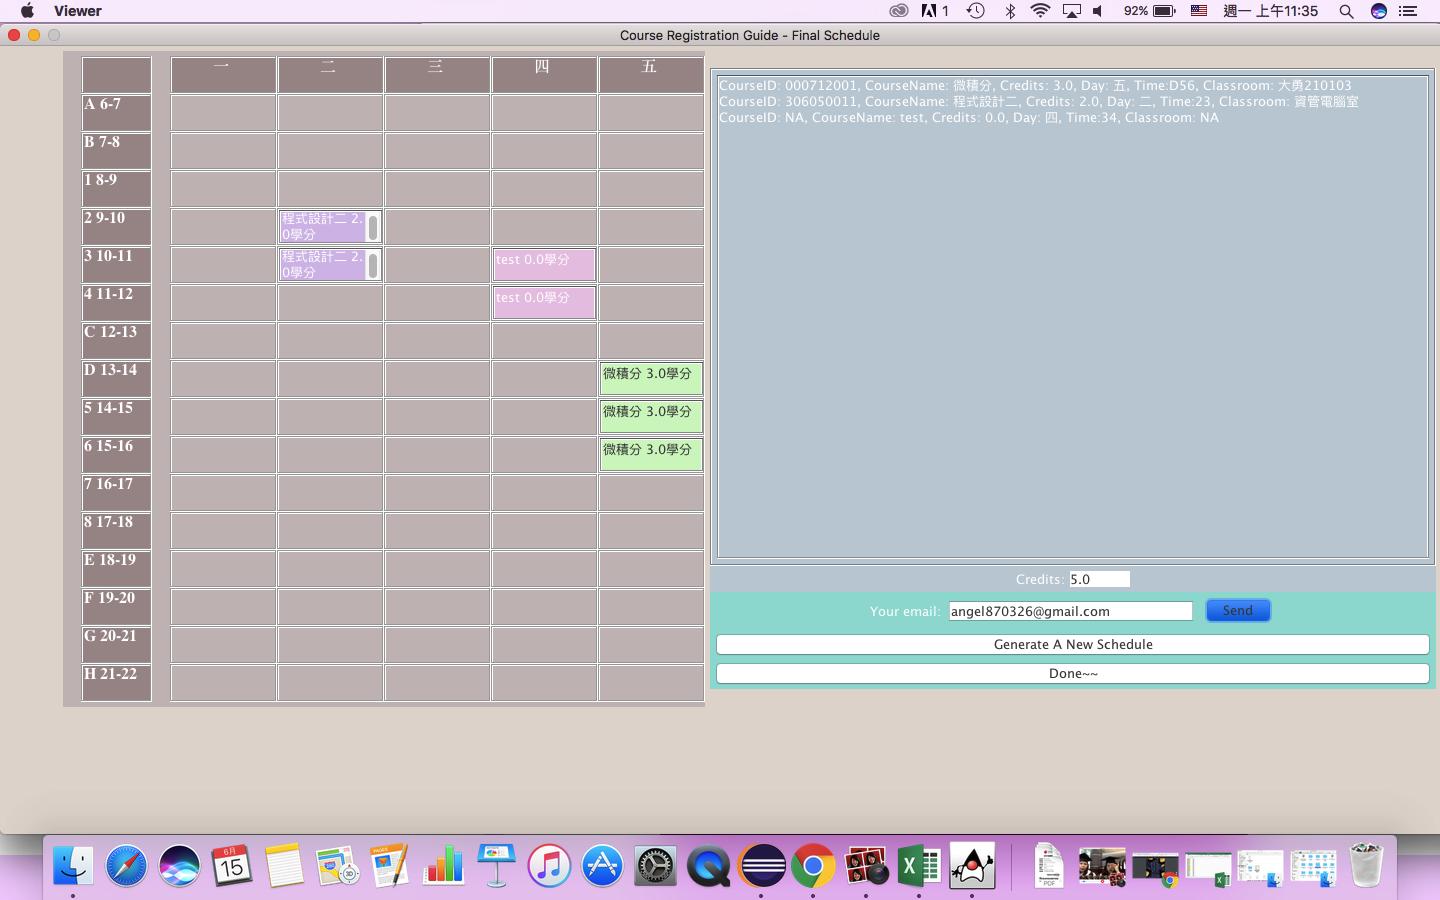 Viewer
1
92%
週一 上午11:35
Course Registration Guide - Final Schedule
一 二 三 四 五
A 6-7
B 7-8
1 8-9
2 9-10
程式設計二 2.
0學分
3 10-11
程式設計二 2.
0學分
test 0.0學分
4 11-12
test 0.0學分
C 12-13
D 13-14
微積分 3.0學分
5 14-15
微積分 3.0學分
6 15-16
微積分 3.0學分
7 16-17
8 17-18
E 18-19
F 19-20
G 20-21
H 21-22
CourseID: 000712001, CourseName: 微積分, Credits: 3.0, Day: 五, Time:D56, Classroom: 大勇210103
CourseID: 306050011, CourseName: 程式設計二, Credits: 2.0, Day: 二, Time:23, Classroom: 資管電腦室
CourseID: NA, CourseName: test, Credits: 0.0, Day: 四, Time:34, Classroom: NA
Credits: 5.0
Your email: angel870326@gmail.com Send
Generate A New Schedule
Done~~
6月
15
3D
PAGES
PDF